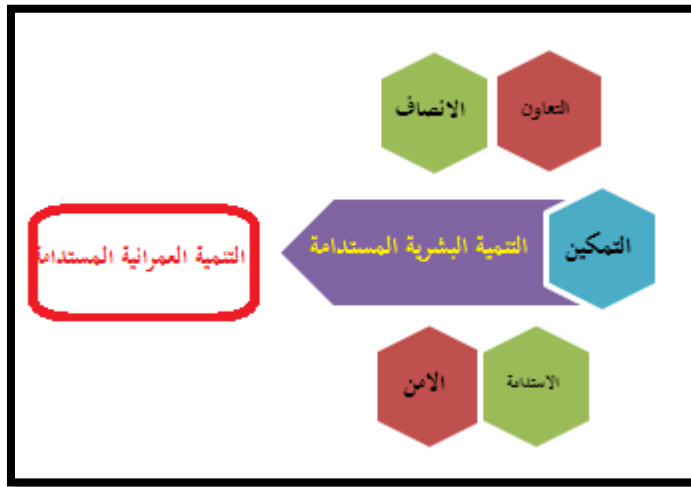 التعاون
الانصاف
التمكين
التنمية البشرية المستدامة
التنمية العمرانية المستدامة
الاستدامة
الامن